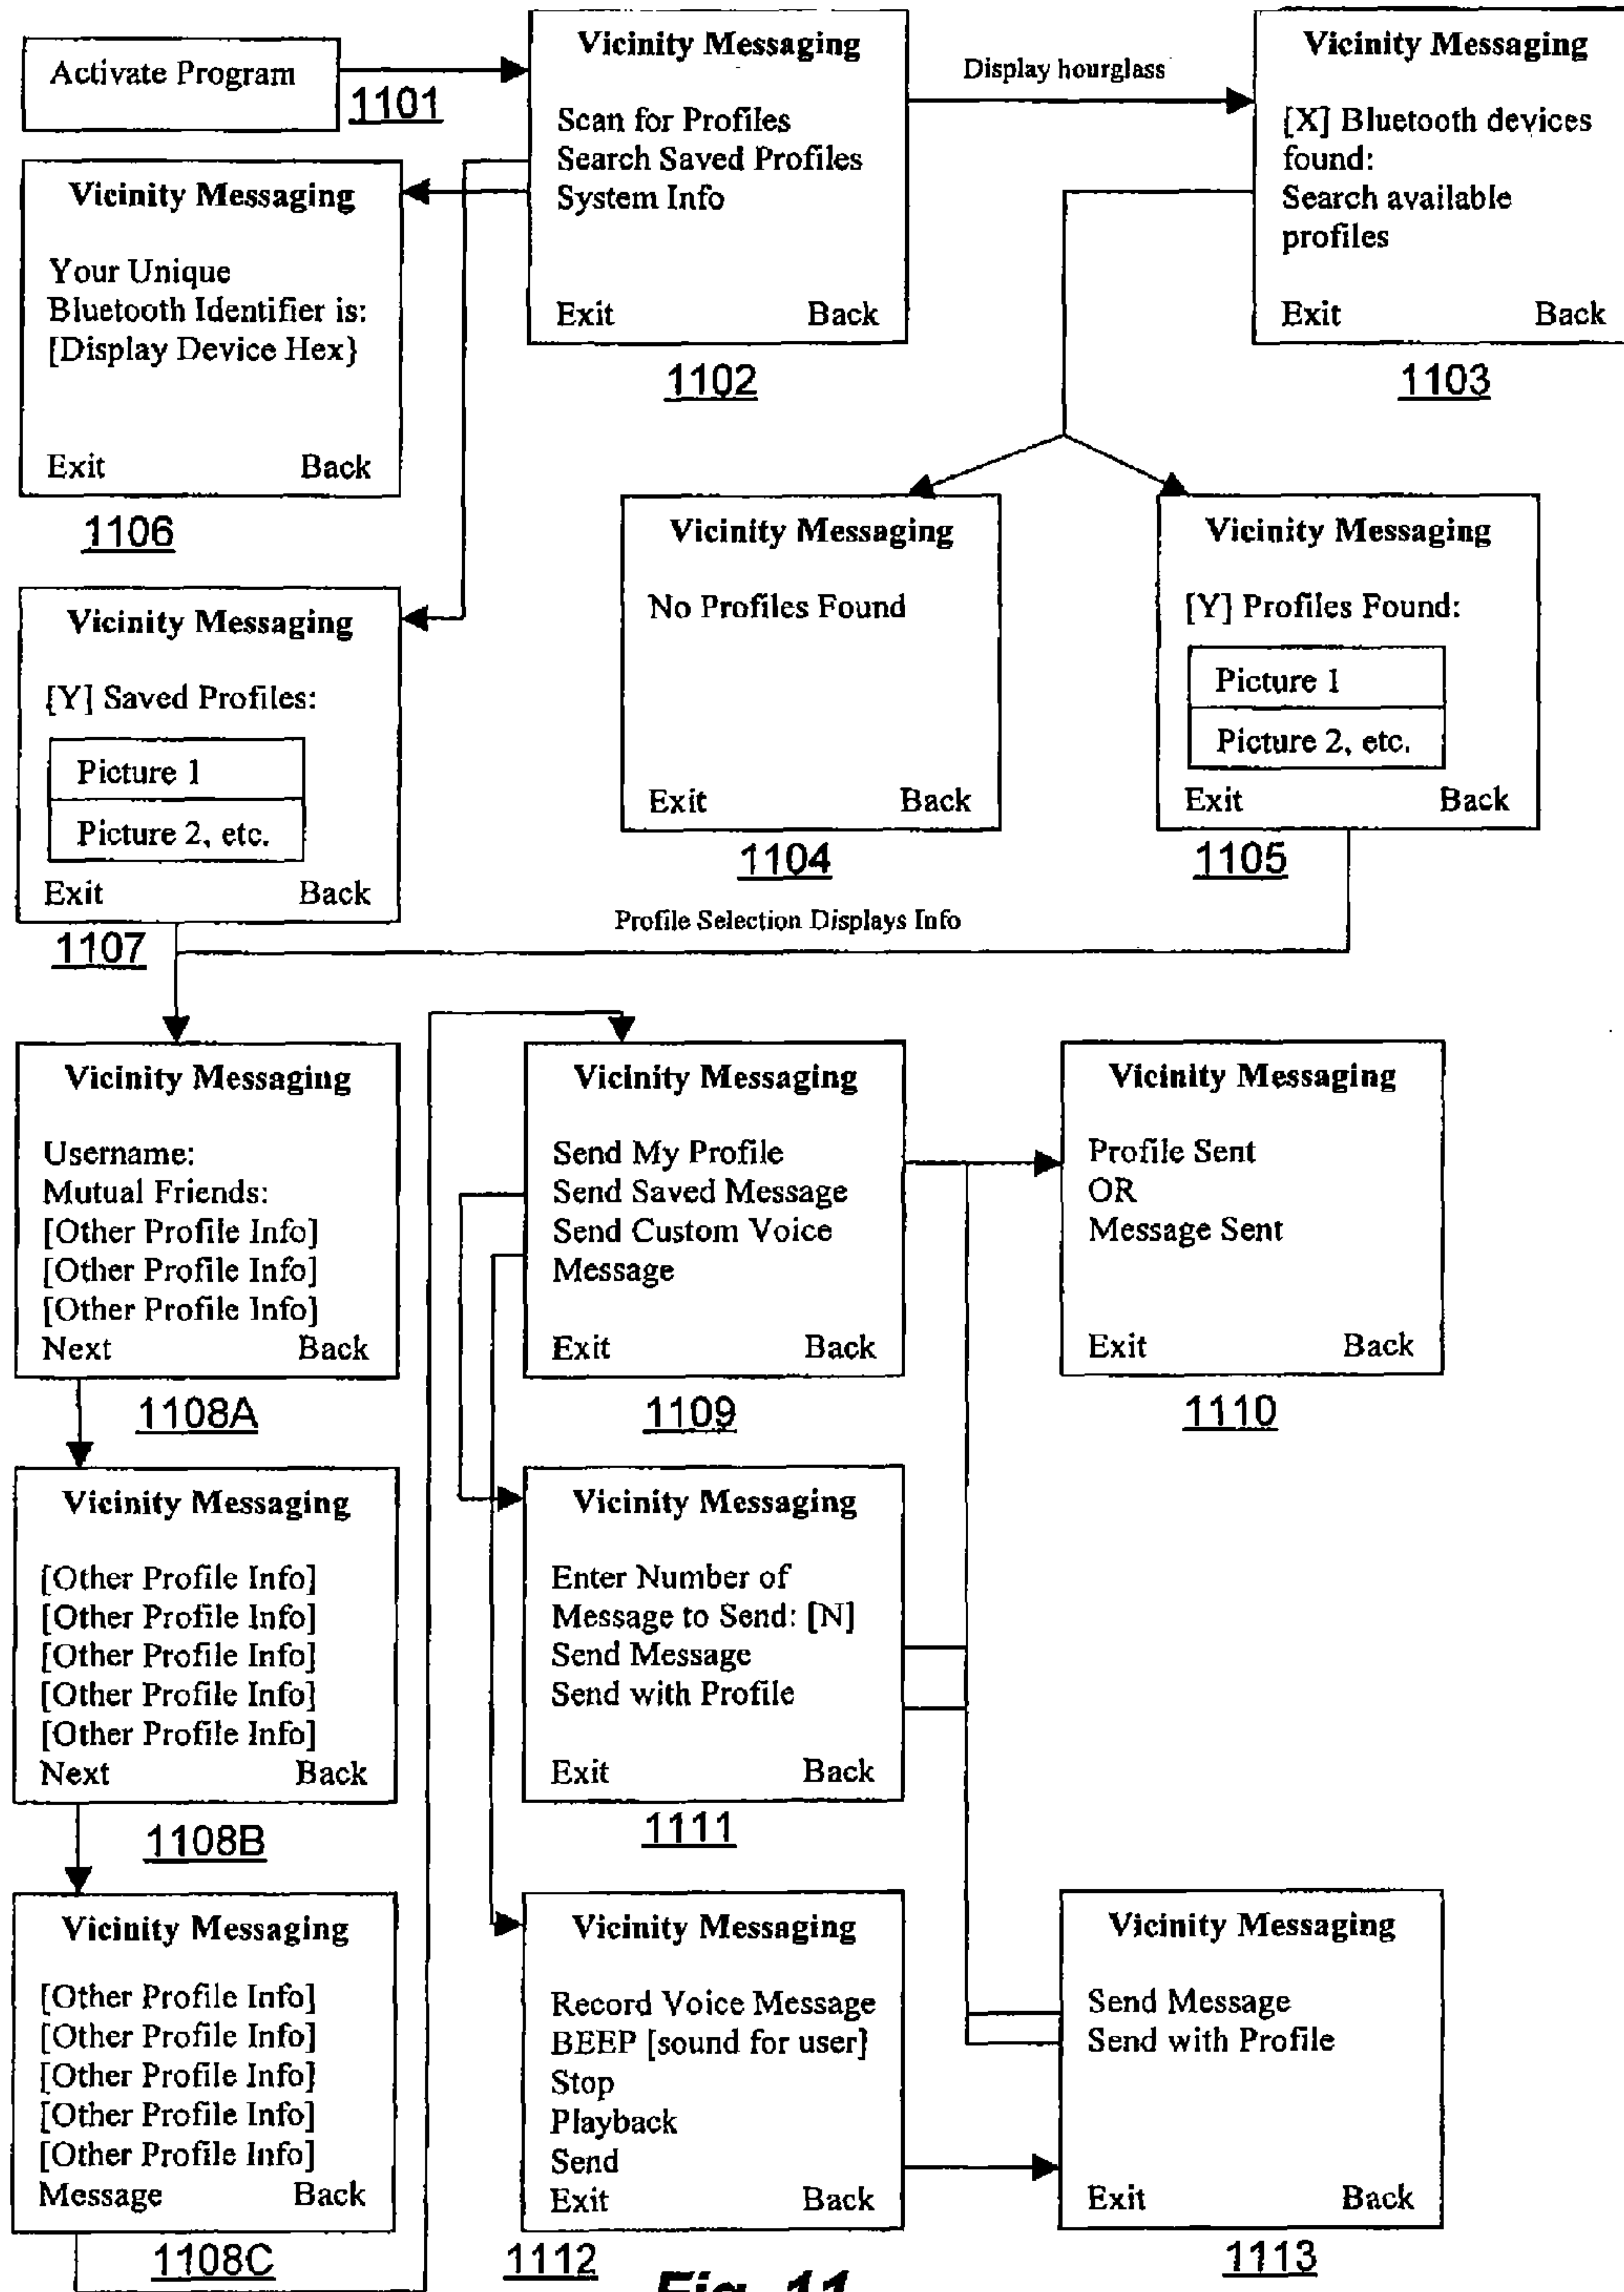 Activate Program
1101
Vicinity Messaging
Scan for Profiles
Search Saved Profiles
System Info
Exit Back
1102
Display hourglass
Vicinity Messaging
[X] Bluetooth devices
found:
Search available
profiles
Exit Back
1103
Vicinity Messaging
Your Unique
Bluetooth Identifier is:
[Display Device Hex}
Exit Back
1106
Vicinity Messaging
No Profiles Found
Exit Back
1104
Vicinity Messaging
[Y] Profiles Found:
Picture 1
Picture 2, etc.
Exit Back
1105
Vicinity Messaging
[Y] Saved Profiles:
Picture 1
Picture 2, etc.
Exit Back
1107
Profile Selection Displays Info
Vicinity Messaging
Username:
Mutual Friends:
[Other Profile Info]
[Other Profile Info]
[Other Profile Info]
Next Back
1108A
Vicinity Messaging
Send My Profile
Send Saved Message
Send Custom Voice
Message
Exit Back
1109
Vicinity Messaging
Profile Sent
OR
Message Sent
Exit Back
1110
Vicinity Messaging
[Other Profile Info]
[Other Profile Info]
[Other Profile Info]
[Other Profile Info]
[Other Profile Info]
Next Back
1108B
Vicinity Messaging
Enter Number of
Message to Send: [N]
Send Message
Send with Profile
Exit Back
1111
Vicinity Messaging
[Other Profile Info]
[Other Profile Info]
[Other Profile Info]
[Other Profile Info]
[Other Profile Info]
Message Back
1108C
Vicinity Messaging
Record Voice Message
BEEP [sound for user]
Stop
Playback
Send
Exit Back
1112
Vicinity Messaging
Send Message
Send with Profile
Exit Back
1113
Fig. 11